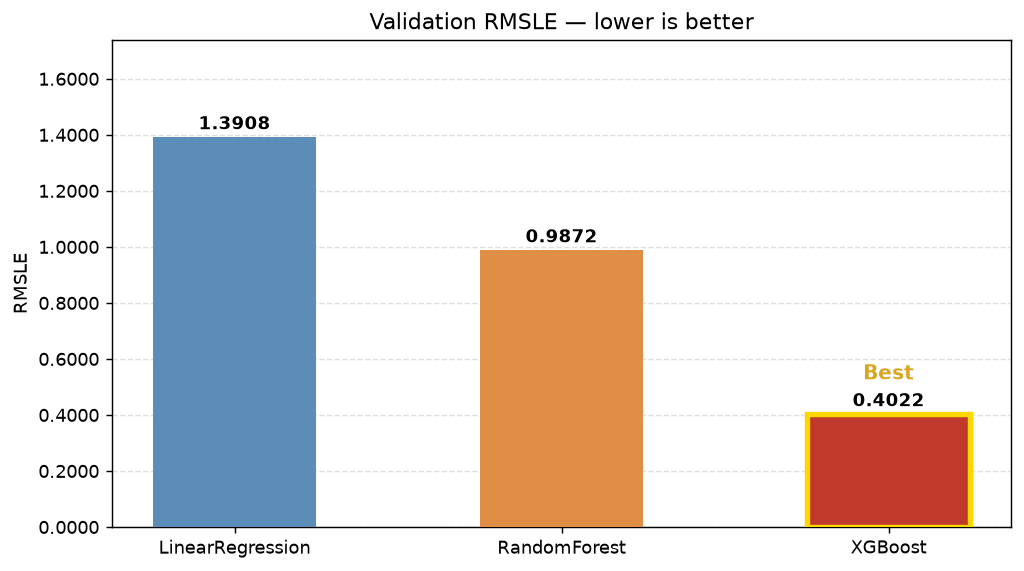 Validation RMSLE — lower is better
RMSLE
1.6000
1.4000
1.2000
1.0000
0.8000
0.6000
0.4000
0.2000
0.0000
1.3908
0.9872
Best
0.4022
LinearRegression
RandomForest
XGBoost